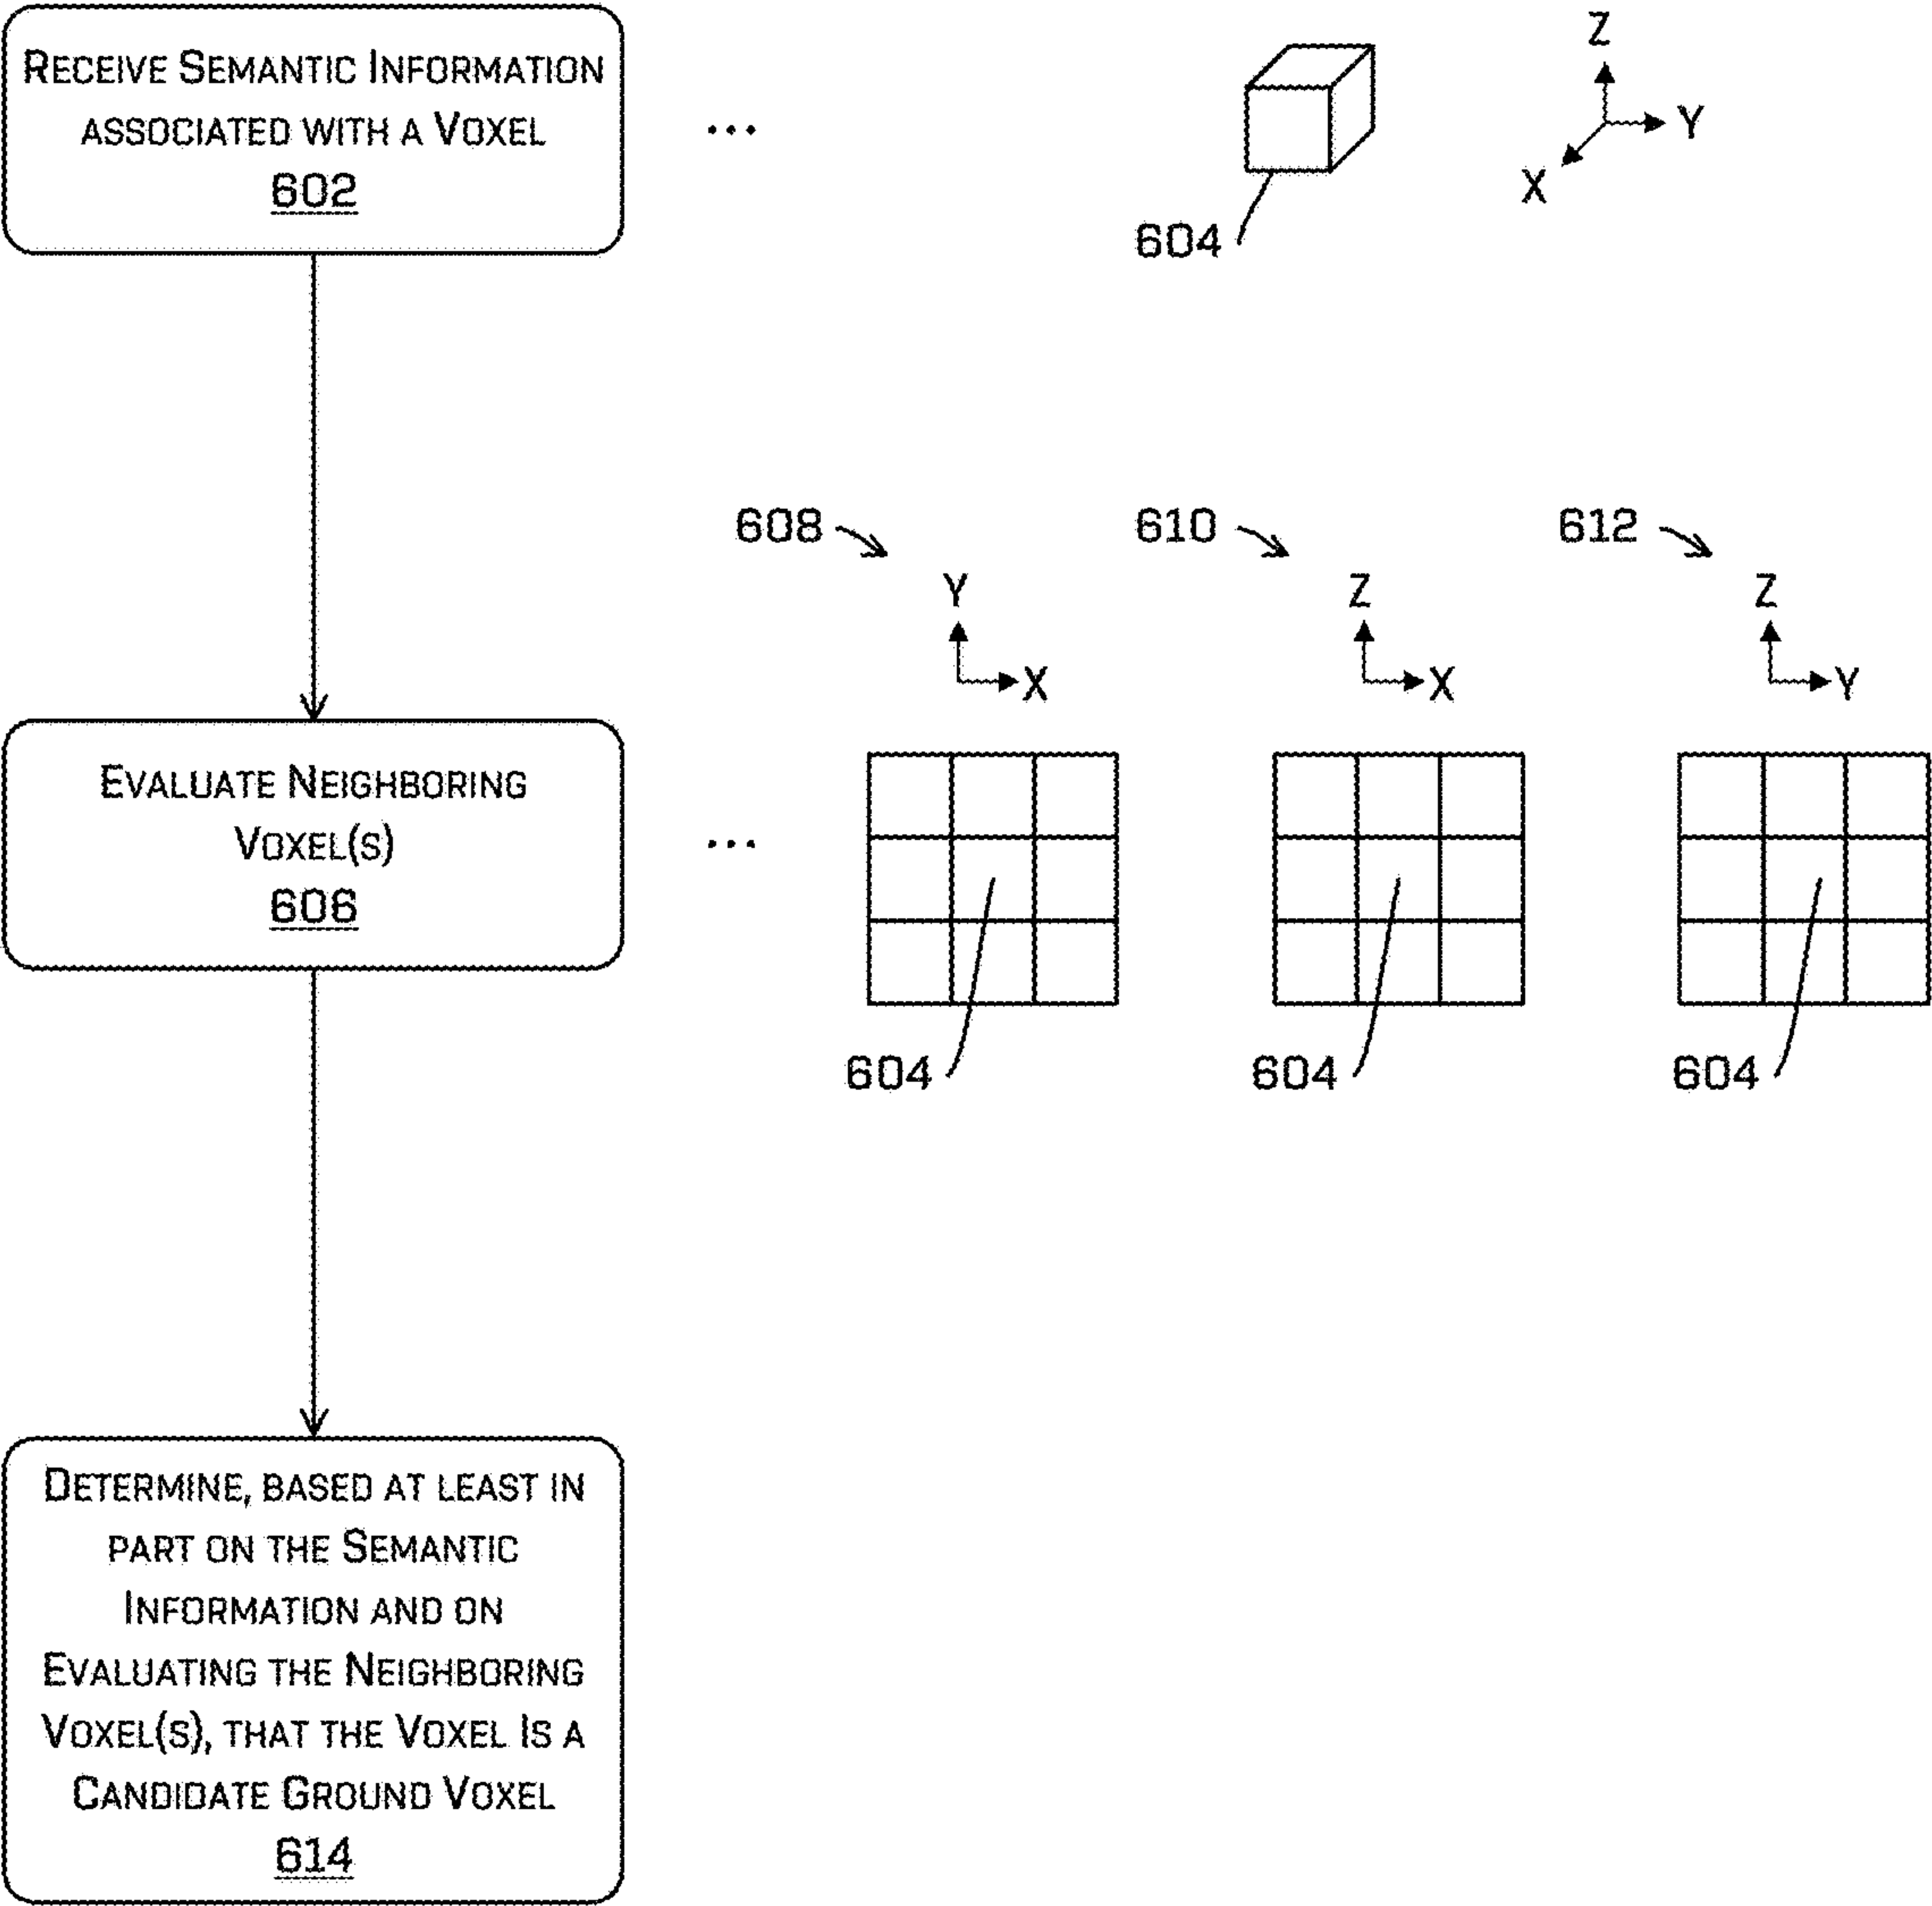 RECEIVE SEMANTIC INFORMATION
ASSOCIATED WITH A VOXEL
602
...
604
Z
Y
X
608
610
612
Y
X
Z
X
Z
Y
EVALUATE NEIGHBORING
VOXEL(S)
606
...
604
604
604
DETERMINE, BASED AT LEAST IN
PART ON THE SEMANTIC
INFORMATION AND ON
EVALUATING THE NEIGHBORING
VOXEL(S), THAT THE VOXEL IS A
CANDIDATE GROUND VOXEL
614